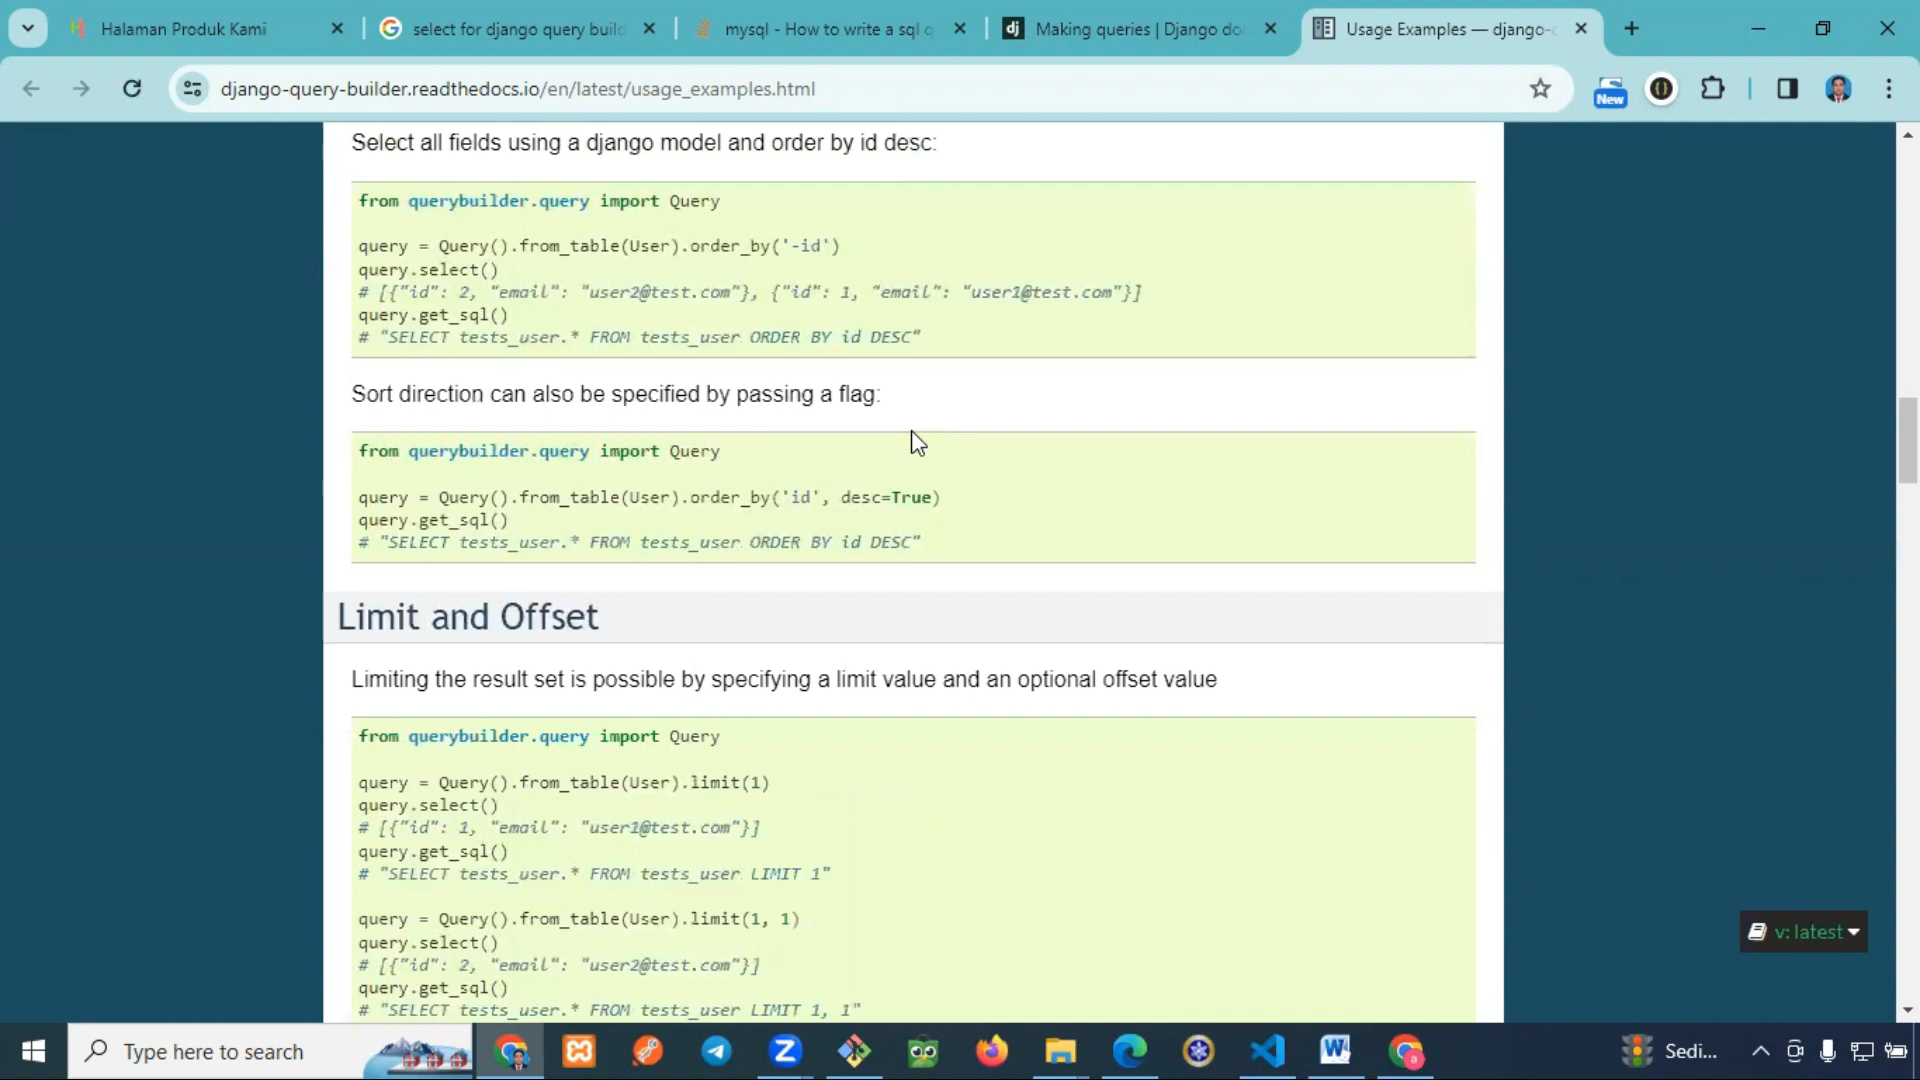 Halaman Produk Kami
select for django query build
mysql - How to write a sql q
Making queries | Django do
Usage Examples — django-
django-query-builder.readthedocs.io/en/latest/usage_examples.html
New
Select all fields using a django model and order by id desc:
from querybuilder.query import Query
query = Query().from_table(User).order_by('-id')
query.select()
# [{"id": 2, "email": "user2@test.com"}, {"id": 1, "email": "user1@test.com"}]
query.get_sql()
# "SELECT tests_user.* FROM tests_user ORDER BY id DESC"
Sort direction can also be specified by passing a flag:
from querybuilder.query import Query
query = Query().from_table(User).order_by('id', desc=True)
query.get_sql()
# "SELECT tests_user.* FROM tests_user ORDER BY id DESC"
Limit and Offset
Limiting the result set is possible by specifying a limit value and an optional offset value
from querybuilder.query import Query
query = Query().from_table(User).limit(1)
query.select()
# [{"id": 1, "email": "user1@test.com"}]
query.get_sql()
# "SELECT tests_user.* FROM tests_user LIMIT 1"
query = Query().from_table(User).limit(1, 1)
query.select()
# [{"id": 2, "email": "user2@test.com"}]
query.get_sql()
# "SELECT tests_user.* FROM tests_user LIMIT 1, 1"
v: latest
Type here to search
Sedi...